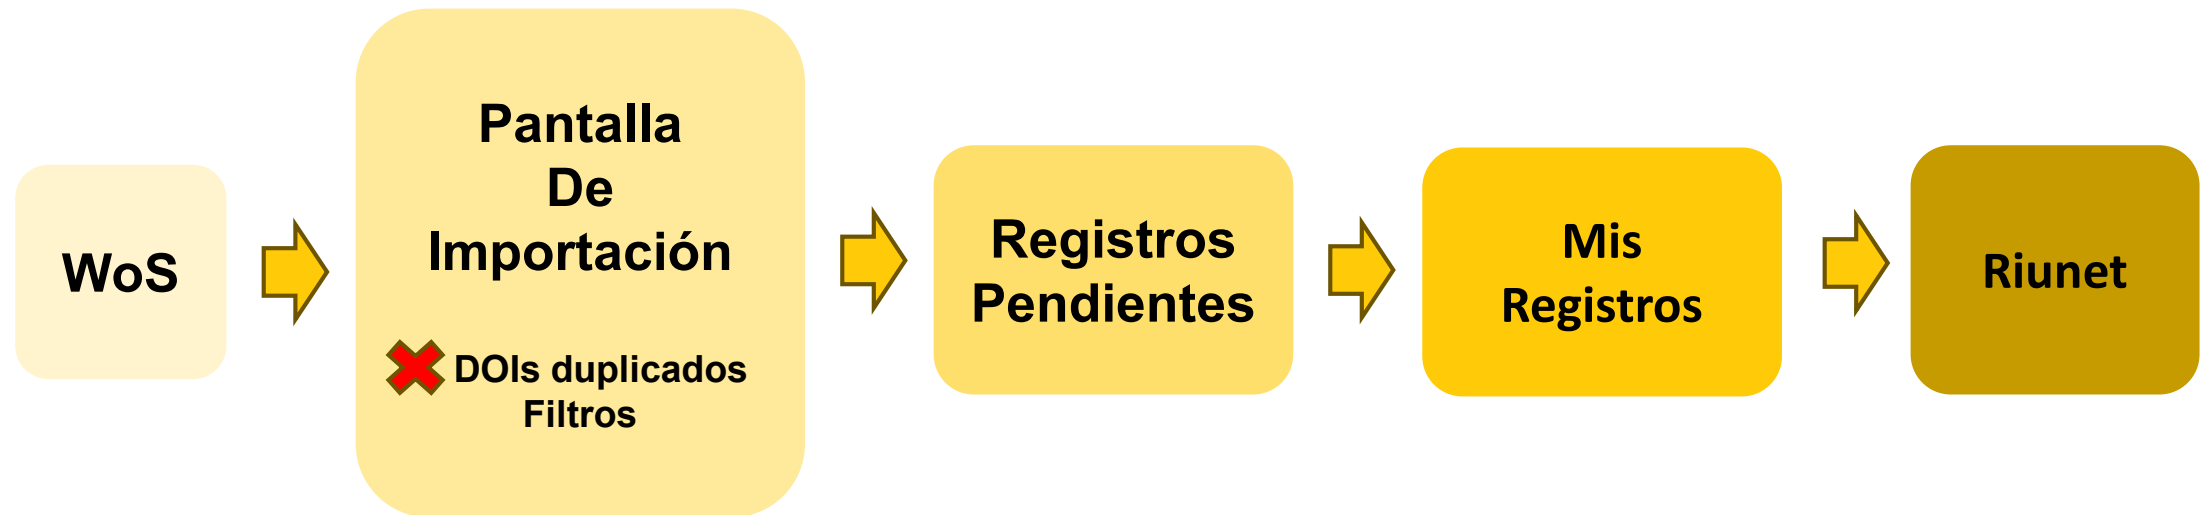 WoS
Pantalla
De
Importación
DOIs duplicados
Filtros
Registros
Pendientes
Mis
Registros
Riunet